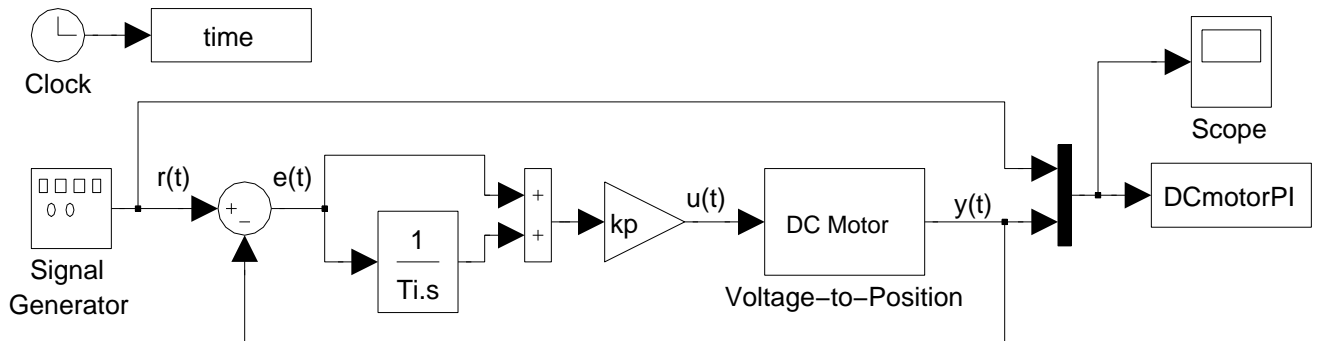 time
Clock
Scope
r(t)
e(t)
+
−
+
+
kp
u(t)
DC Motor
y(t)
DCmotorPI
1
Ti.s
Signal
Generator
Voltage−to−Position